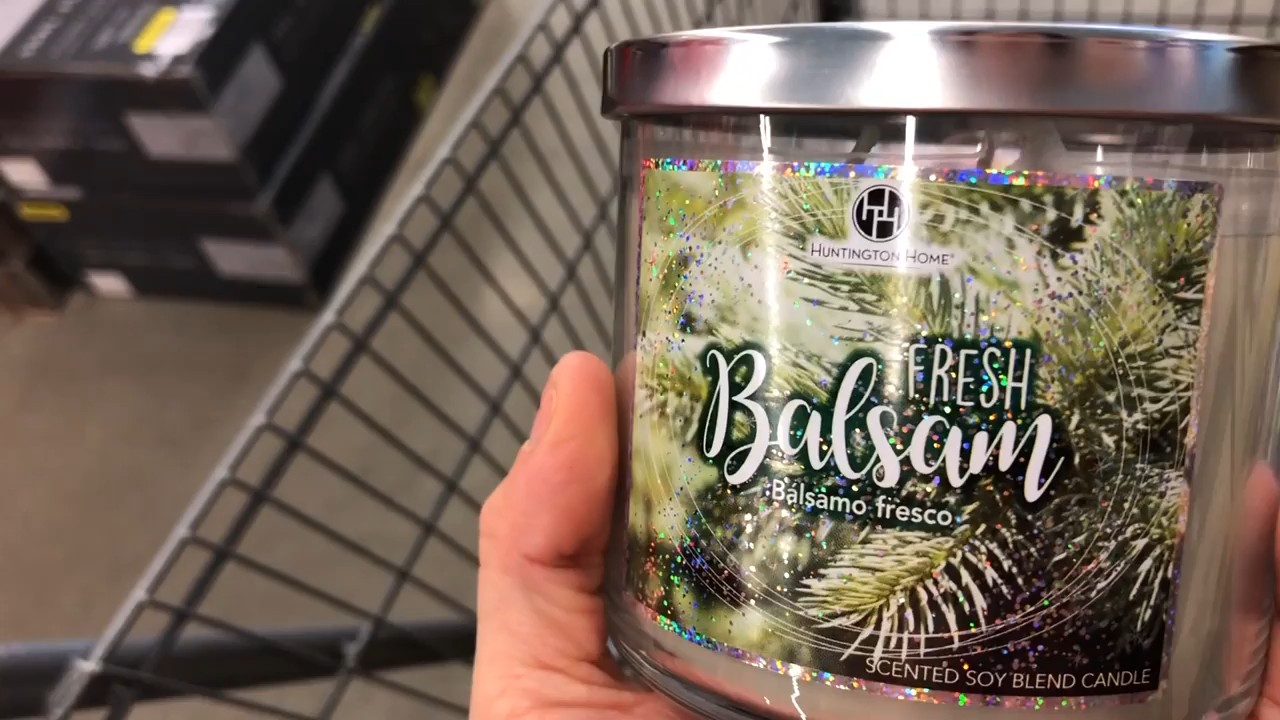 HUNTINGTON HOME®
FRESH
Balsam
Bálsamo fresco
SCENTED SOY BLEND CANDLE